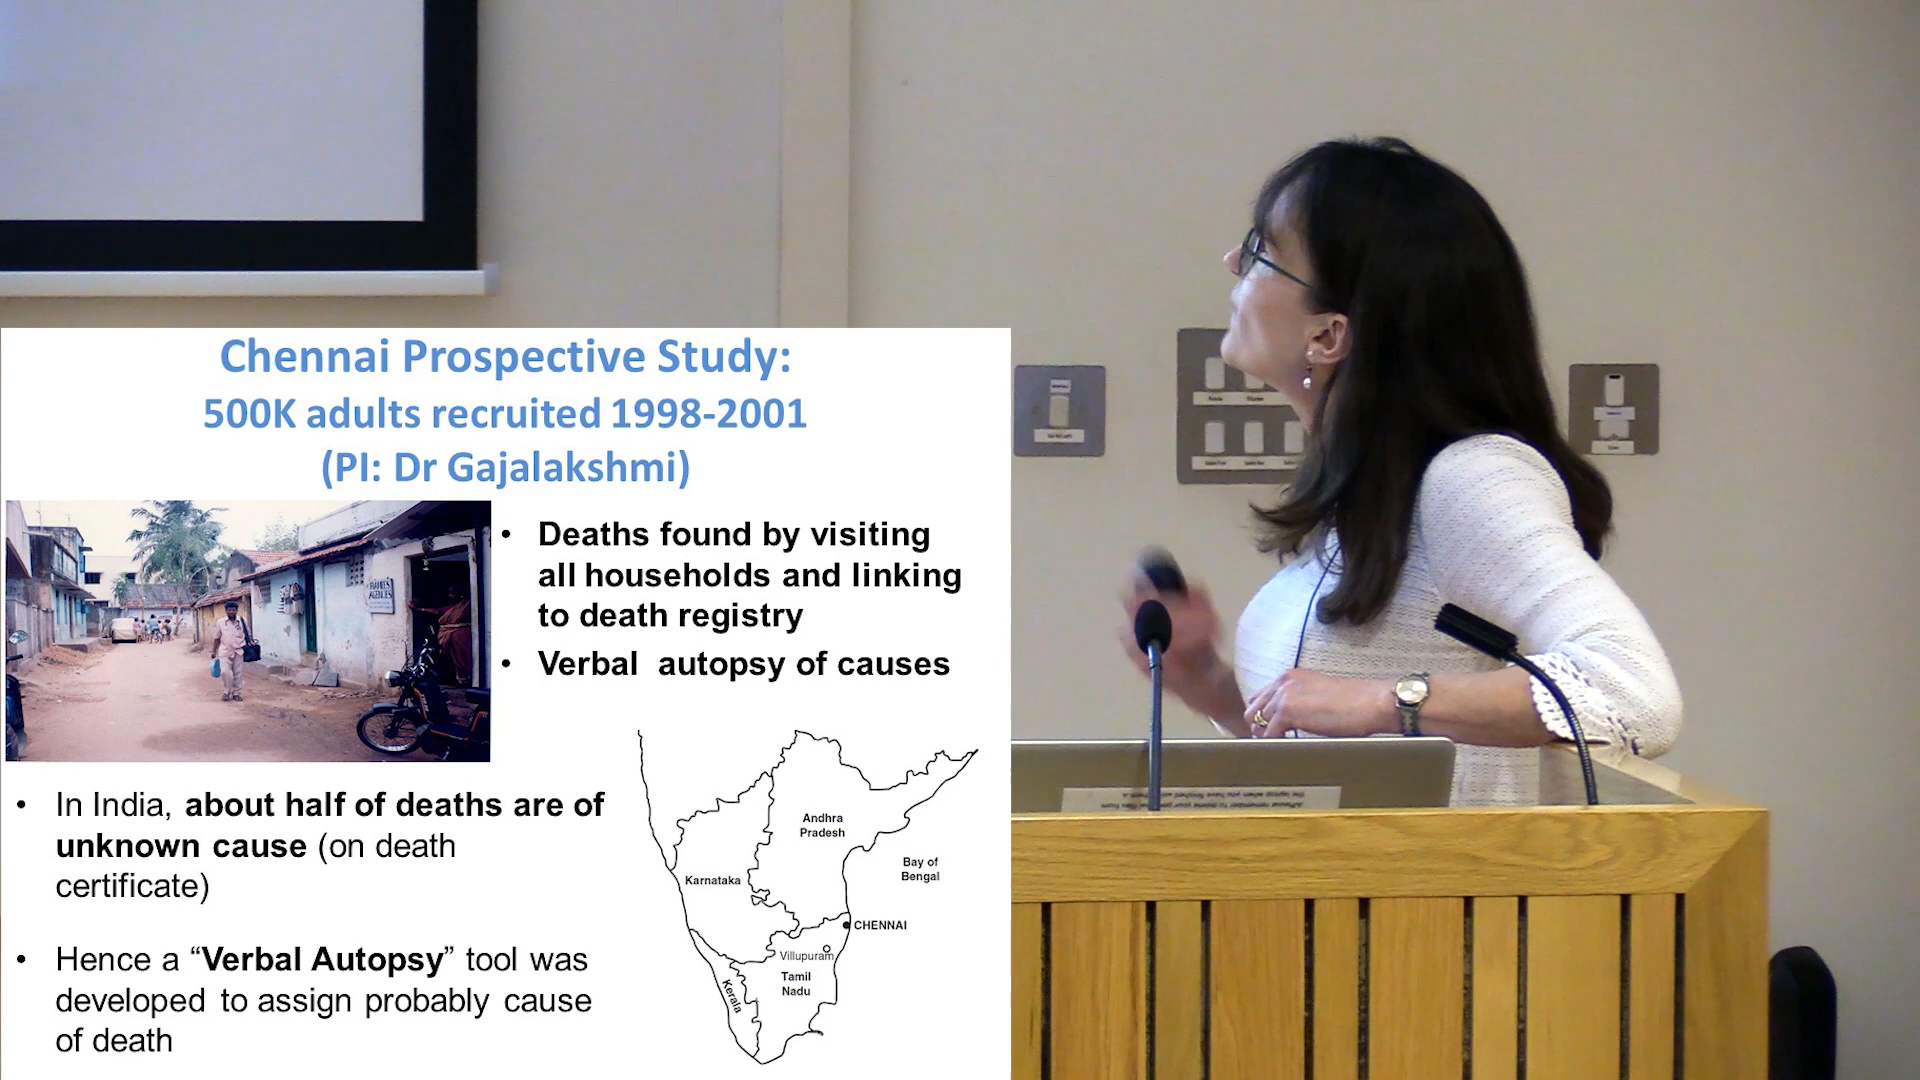 Chennai Prospective Study:
500K adults recruited 1998-2001
(PI: Dr Gajalakshmi)
• Deaths found by visiting
all households and linking
to death registry
• Verbal autopsy of causes
• In India, about half of deaths are of
unknown cause (on death
certificate)
• Hence a “Verbal Autopsy” tool was
developed to assign probably cause
of death
Andhra
Pradesh
Bay of
Bengal
Karnataka
CHENNAI
Villupuram
Tamil
Nadu
Kerala